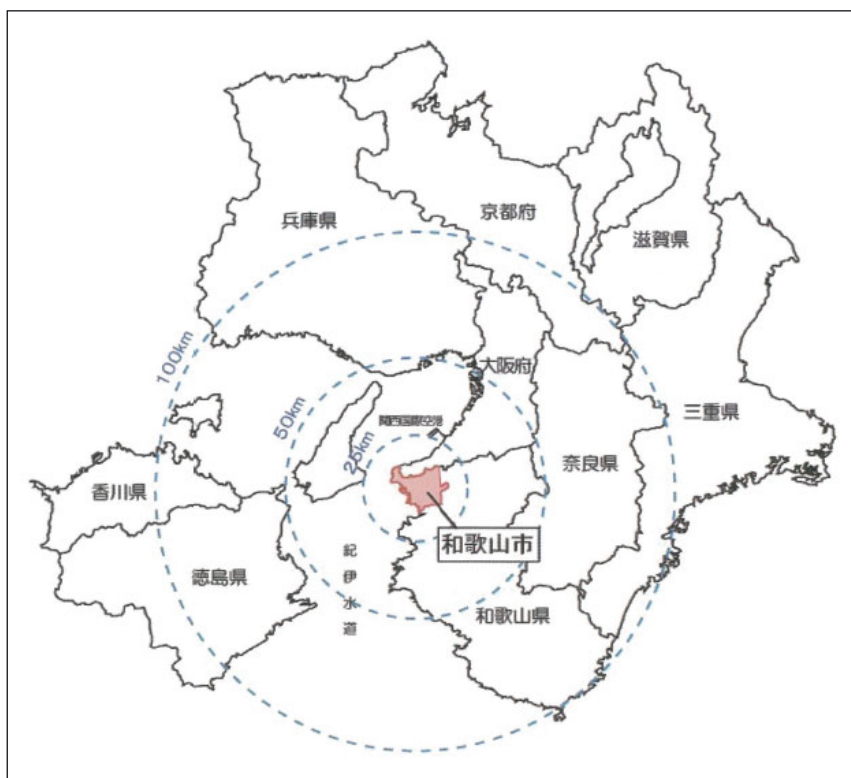 兵庫県
京都府
滋賀県
100km
大阪府
三重県
50km
関西国際空港
25km
奈良県
香川県
和歌山市
紀伊水道
徳島県
和歌山県